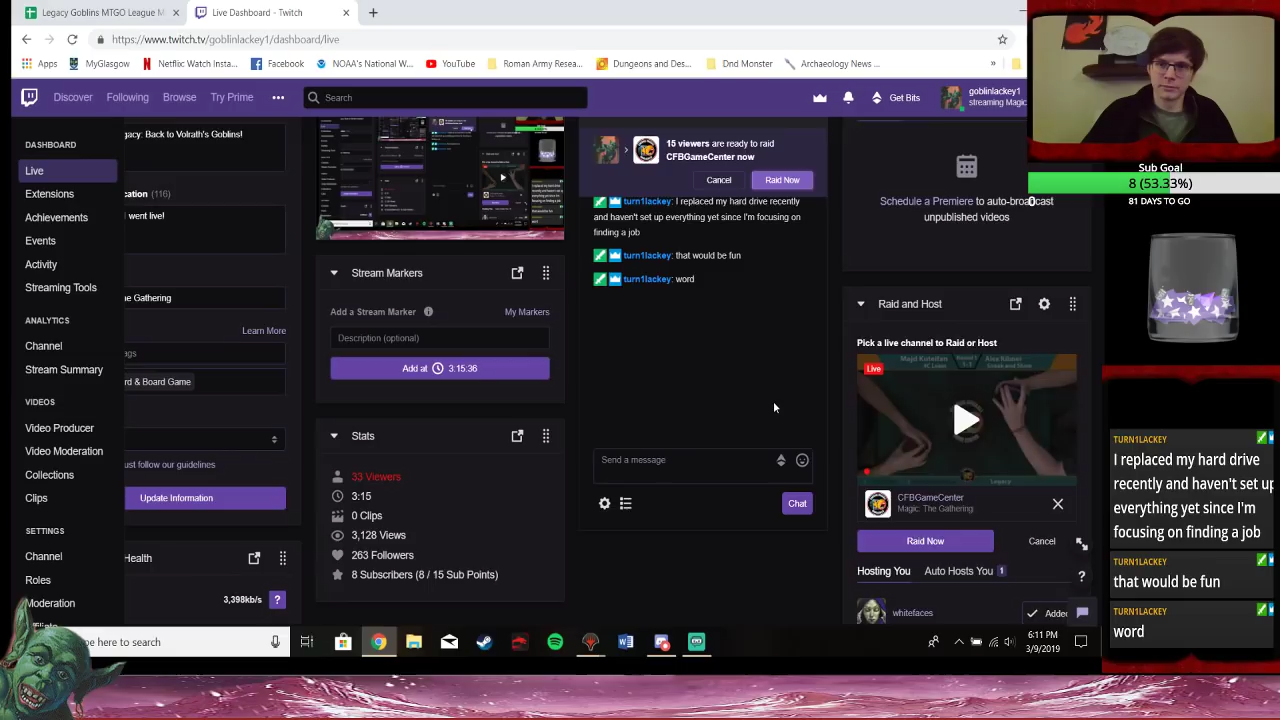 Legacy Goblins MTGO League M
Live Dashboard - Twitch
https://www.twitch.tv/goblinlackey1/dashboard/live
Apps
MyGlasgow
Netflix Watch Insta...
Facebook
NOAA's National W...
YouTube
Roman Army Resea...
Dungeons and Des...
Dnd Monster
Archaeology New ...
Discover
Following
Browse
Try Prime
Search
Get Bits
goblinlackey1
streaming Magic
DASHBOARD
Live
Extensions
Achievements
Events
Activity
Streaming Tools
ANALYTICS
Channel
Stream Summary
VIDEOS
Video Producer
Video Moderation
Collections
Clips
SETTINGS
Channel
Roles
Moderation
gacy: Back to Volrath's Goblins!
ication (116)
I went live!
he Gathering
Learn More
ags
rd & Board Game
ust follow our guidelines
Update Information
Health
3,398kb/s
?
Stream Markers
Add a Stream Marker
My Markers
Description (optional)
Add at 3:15:36
Stats
33 Viewers
3:15
0 Clips
3,128 Views
263 Followers
8 Subscribers (8 / 15 Sub Points)
15 viewers are ready to raid
CFBGameCenter now
Cancel
Raid Now
turn1lackey: I replaced my hard drive recently
and haven't set up everything yet since I'm focusing on
finding a job
turn1lackey: that would be fun
turn1lackey: word
Send a message
Chat
Schedule a Premiere to auto-broadcast
unpublished videos
Raid and Host
Pick a live channel to Raid or Host
Live
Legacy
CFBGameCenter
Magic: The Gathering
Raid Now
Cancel
Hosting You
Auto Hosts You 1
whitefaces
Added
?
Sub Goal
8 (53.33%)
0
81 DAYS TO GO
TURN1LACKEY
I replaced my hard drive
recently and haven't set up
everything yet since I'm
focusing on finding a job
TURN1LACKEY
that would be fun
TURN1LACKEY
word
here to search
6:11 PM
3/9/2019